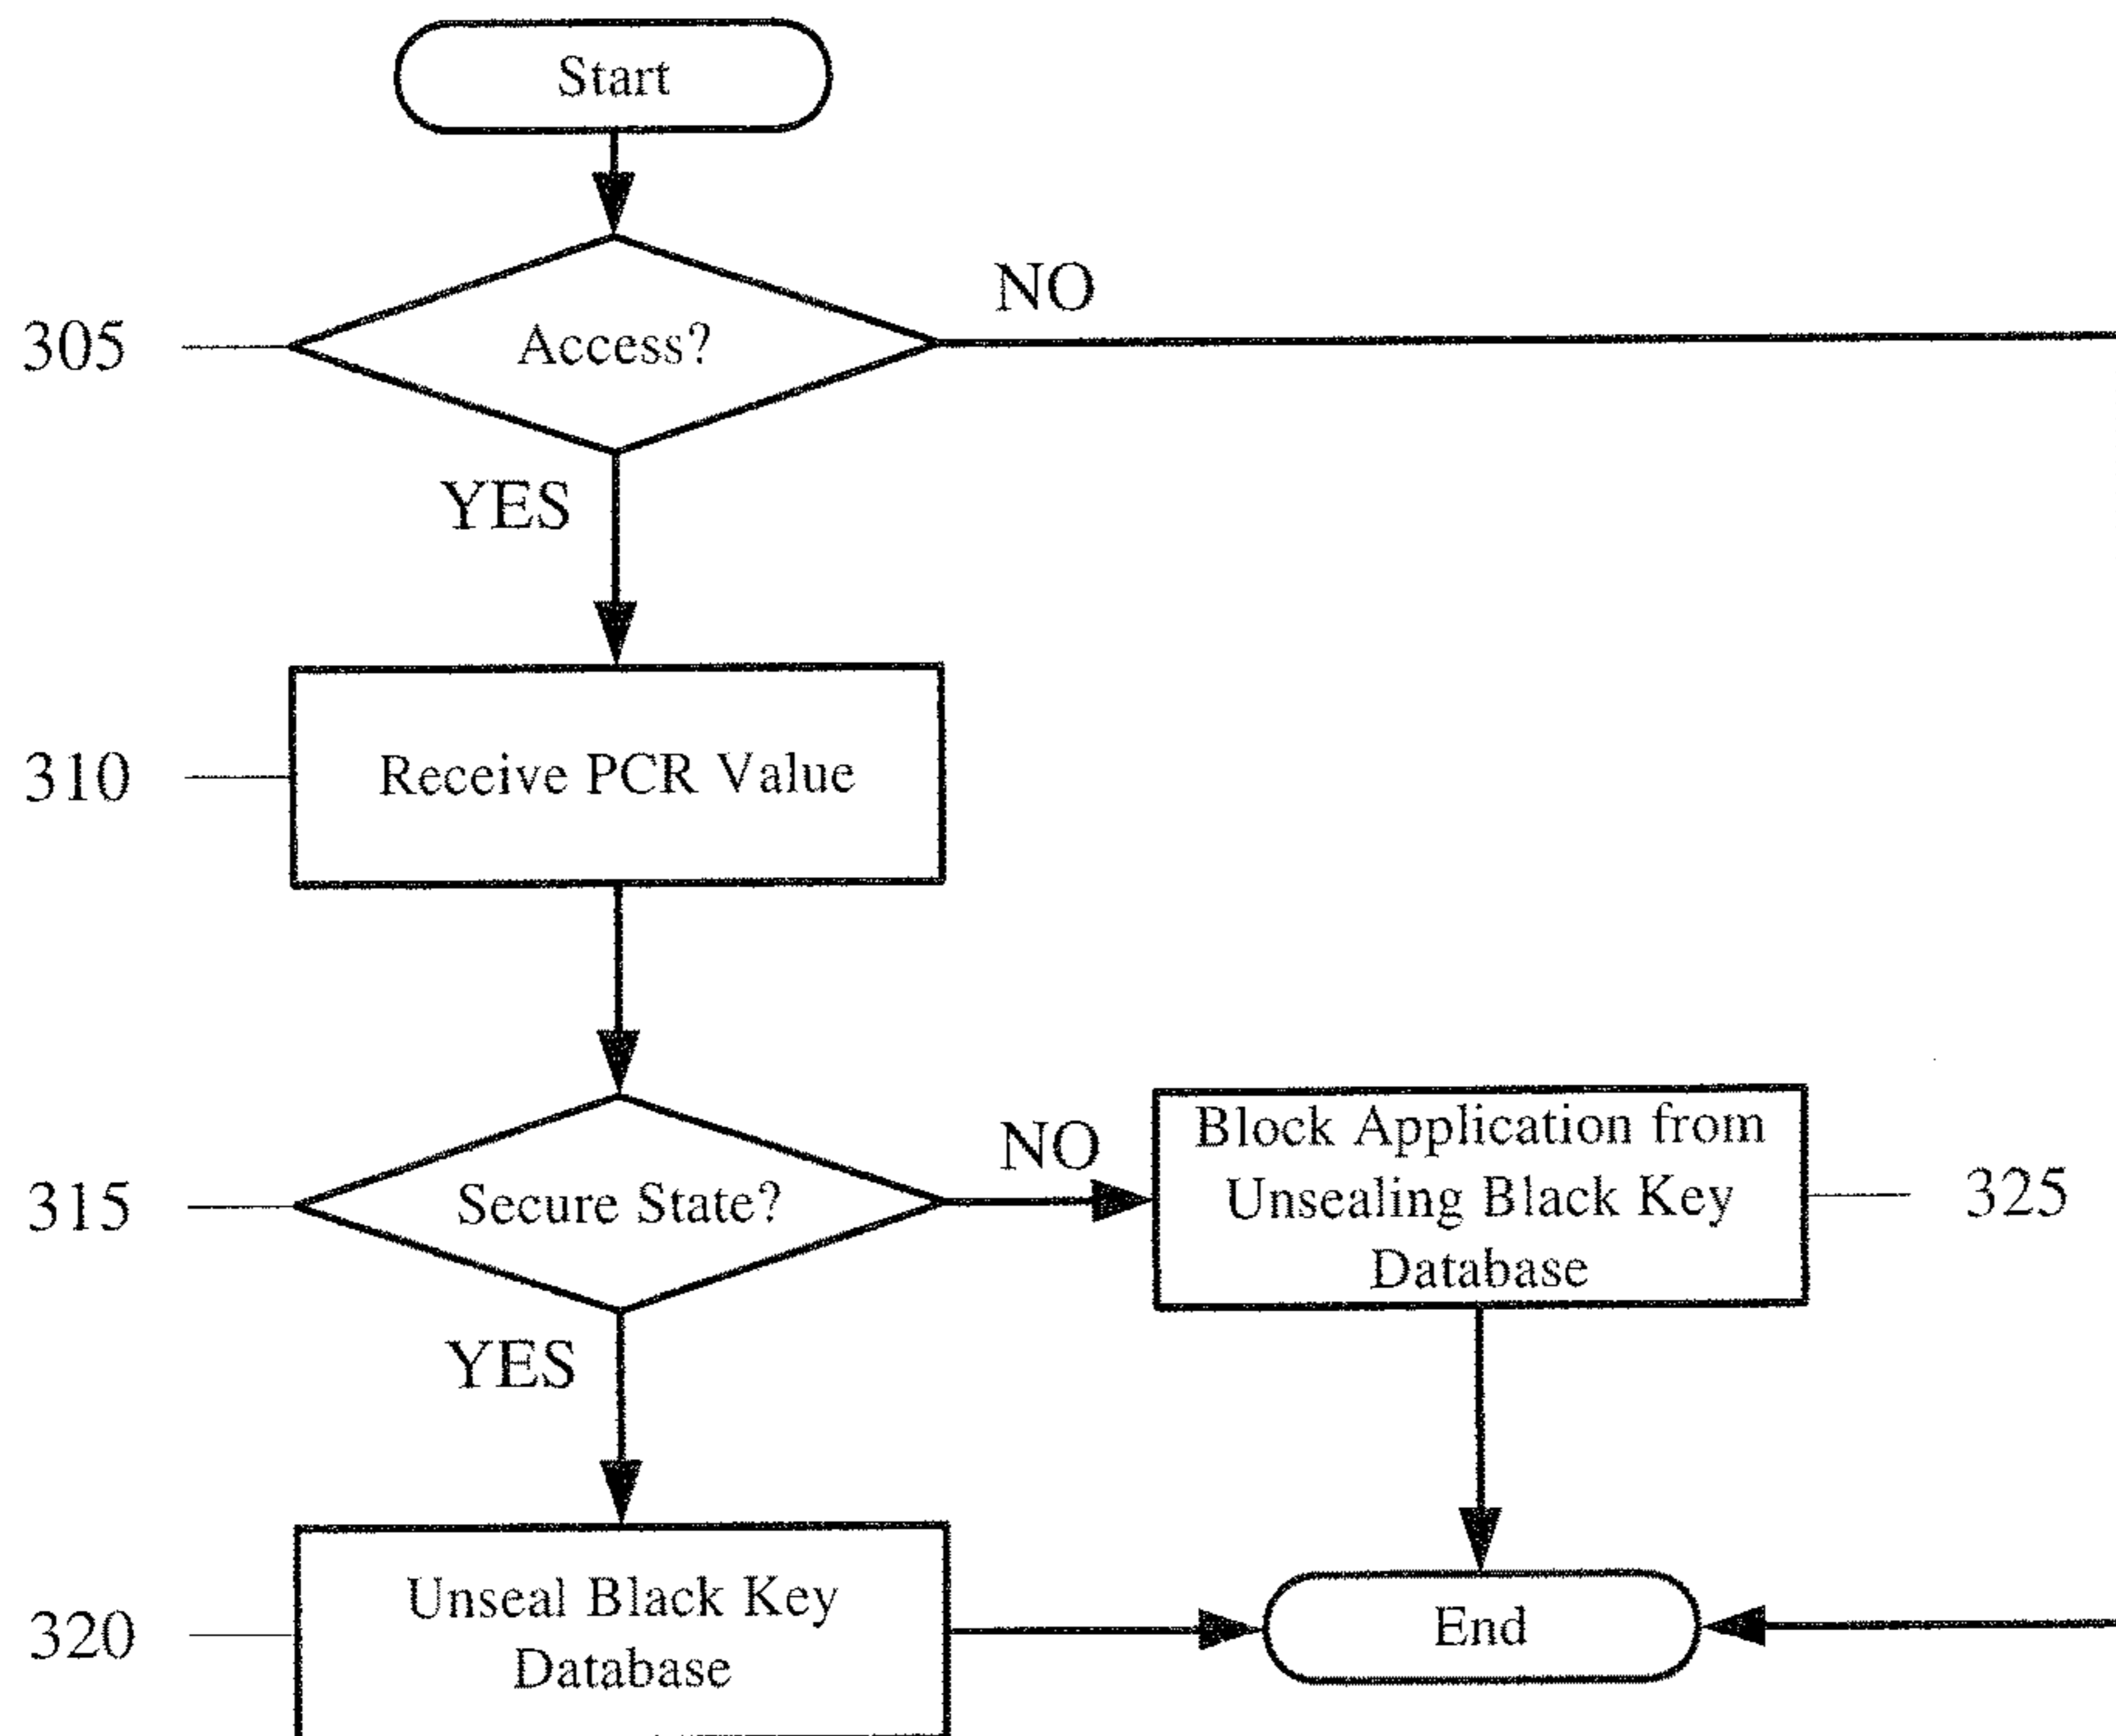 Start
NO
305
Access?
YES
310
Receive PCR Value
315
Secure State?
NO
Block Application from
Unsealing Black Key
Database
325
YES
320
Unseal Black Key
Database
End